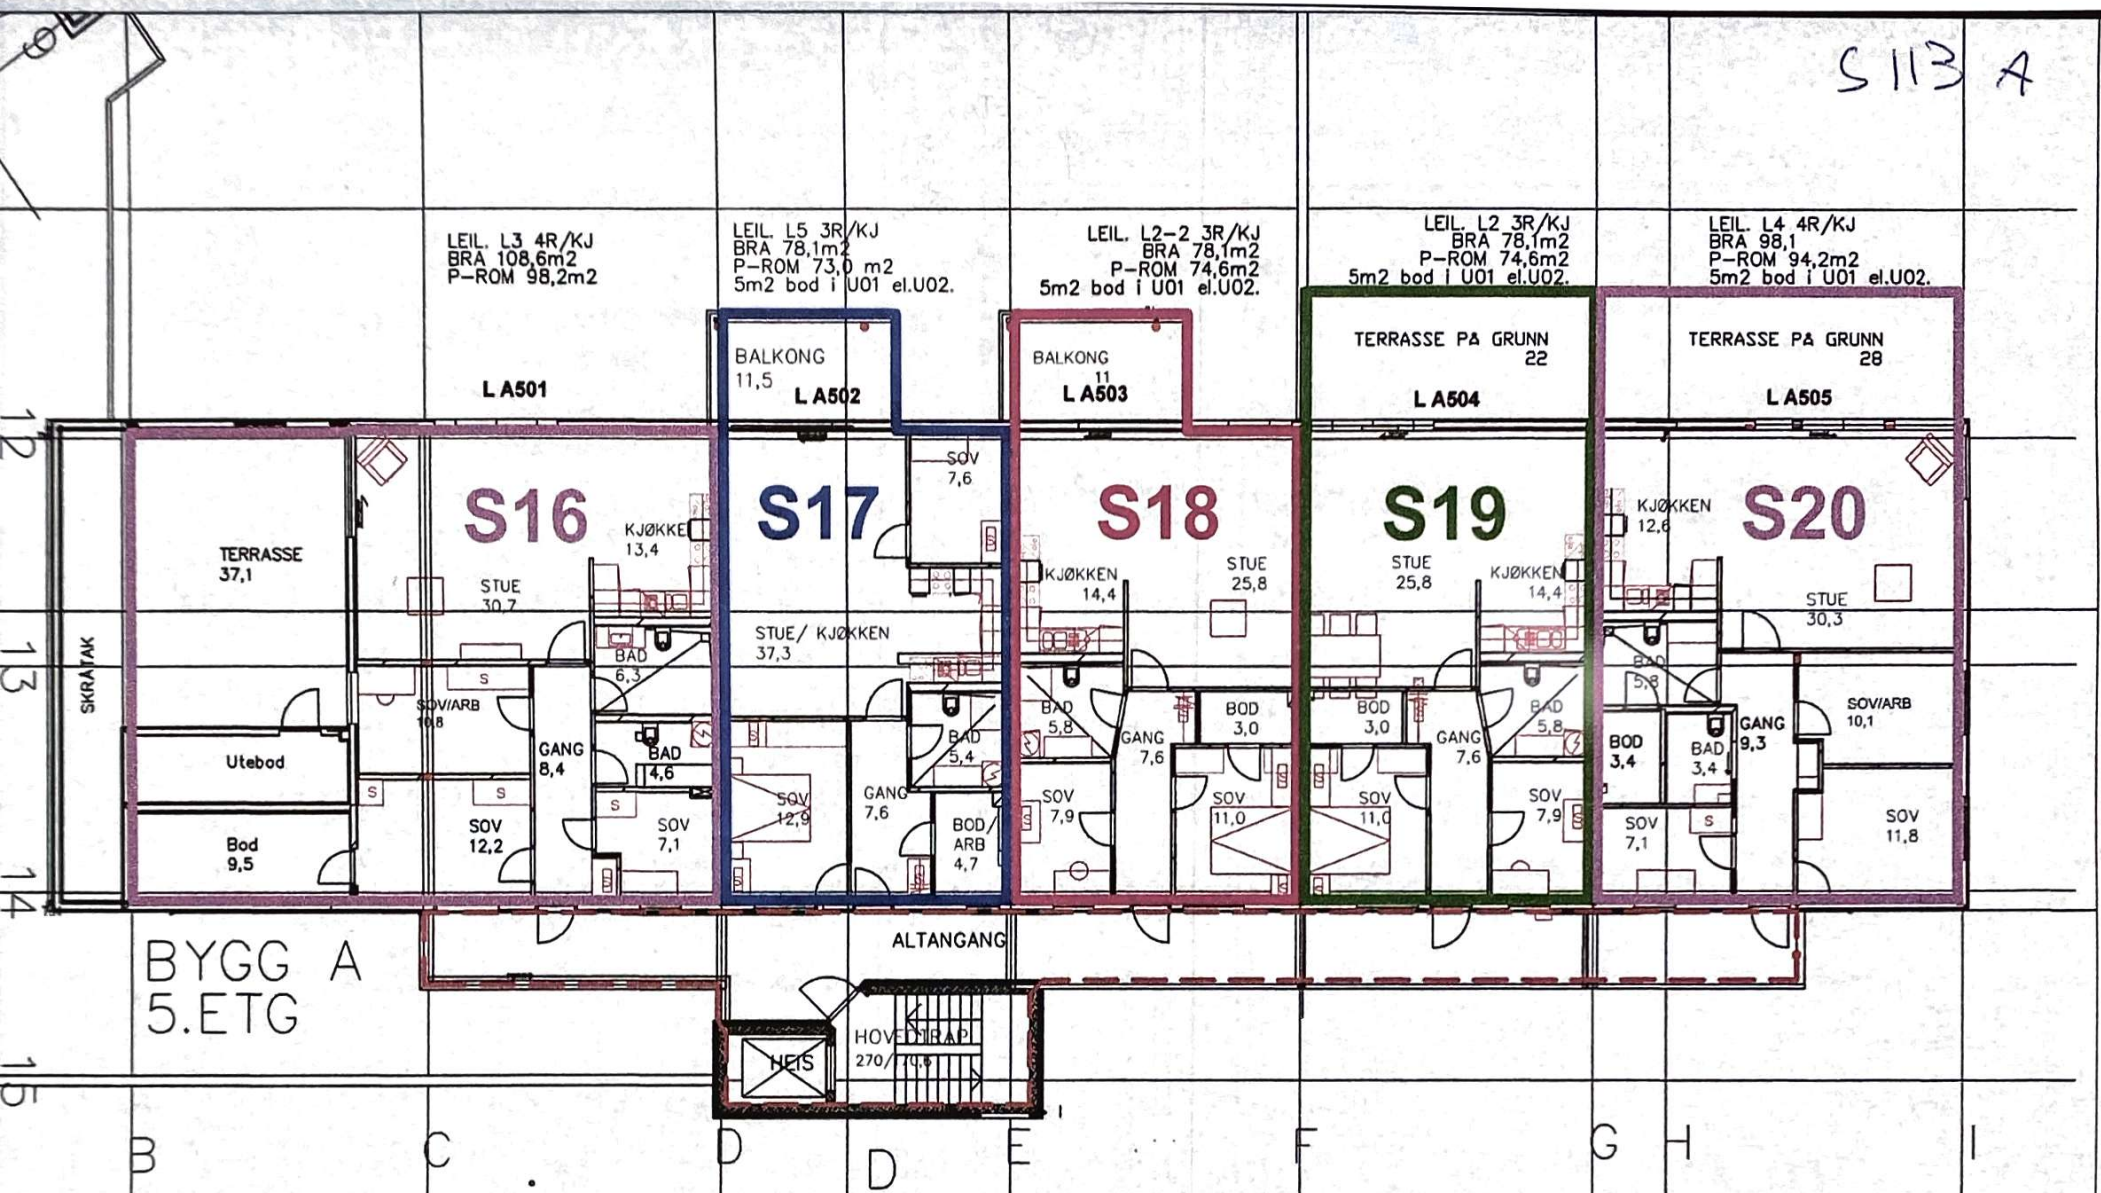 S 113 A
LEIL. L3 4R/KJ
BRA 108,6m2
P-ROM 98,2m2
LEIL. L5 3R/KJ
BRA 78,1m2
P-ROM 73,0 m2
5m2 bod i U01 el.U02.
LEIL. L2-2 3R/KJ
BRA 78,1m2
P-ROM 74,6m2
5m2 bod i U01 el.U02.
LEIL. L2 3R/KJ
BRA 78,1m2
P-ROM 74,6m2
5m2 bod i U01 el.U02.
LEIL. L4 4R/KJ
BRA 98,1
P-ROM 94,2m2
5m2 bod i U01 el.U02.
L A501
BALKONG
11,5
L A502
BALKONG
11
L A503
TERRASSE PÅ GRUNN
22
L A504
TERRASSE PÅ GRUNN
28
L A505
12
13
14
15
SKRÅTAK
S16
TERRASSE
37,1
KJØKKE
13,4
STUE
30,7
BAD
6,3
SOV/ARB
10,8
S
GANG
8,4
BAD
4,6
Utebod
Bod
9,5
S
S
SOV
12,2
S
SOV
7,1
S
S17
SOV
7,6
S
STUE/ KJØKKEN
37,3
S
BAD
5,4
SOV
12,9
GANG
7,6
BOD/
ARB
4,7
S
S
S18
KJØKKEN
14,4
STUE
25,8
BAD
5,8
GANG
7,6
BOD
3,0
SOV
7,9
S
SOV
11,0
S
S
S19
STUE
25,8
KJØKKEN
14,4
BOD
3,0
GANG
7,6
BAD
5,8
S
SOV
11,0
SOV
7,9
S
S
S20
KJØKKEN
12,6
STUE
30,3
BAD
5,8
BOD
3,4
BAD
3,4
GANG
9,3
SOV/ARB
10,1
SOV
7,1
S
SOV
11,8
ALTANGANG
BYGG A
5.ETG
HEIS
HOVEDTRAP
B
C
D
D
E
F
G
H
I